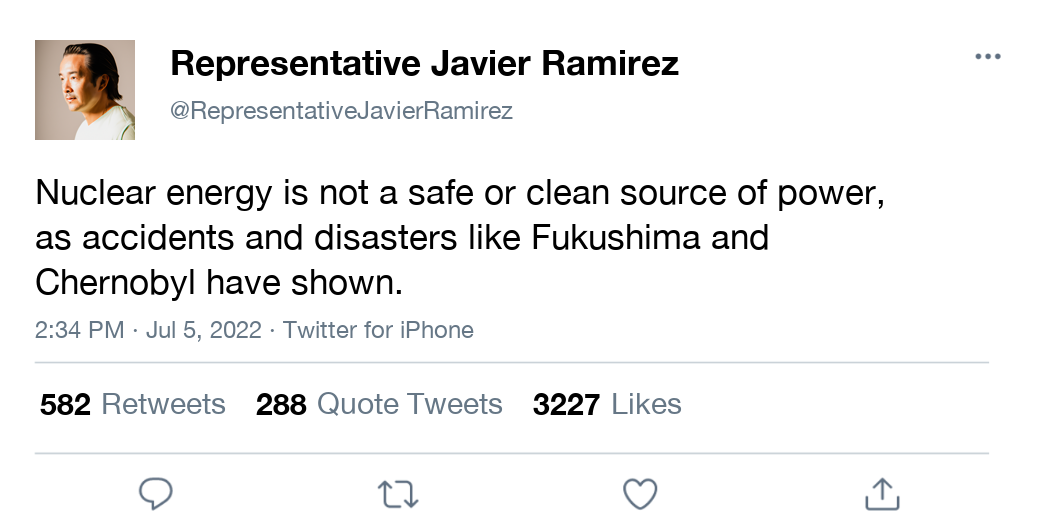 Representative Javier Ramirez
@RepresentativeJavierRamirez
Nuclear energy is not a safe or clean source of power,
as accidents and disasters like Fukushima and
Chernobyl have shown.
2:34 PM · Jul 5, 2022 · Twitter for iPhone
582 Retweets 288 Quote Tweets 3227 Likes